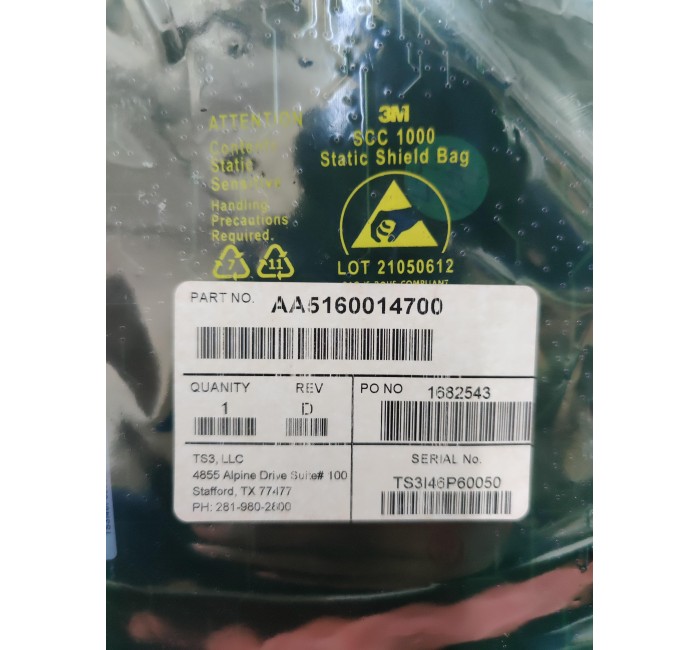 ATTENTION
Contents
Static
Sensitive
Handling
Precautions
Required.
7
11
3M
SCC 1000
Static Shield Bag
LOT 21050612
PART NO.
AA5160014700
QUANITY
1
REV
D
PO NO
1682543
TS3, LLC
4855 Alpine Drive Suite# 100
Stafford, TX 77477
PH: 281-980-2800
SERIAL No.
TS3I46P60050